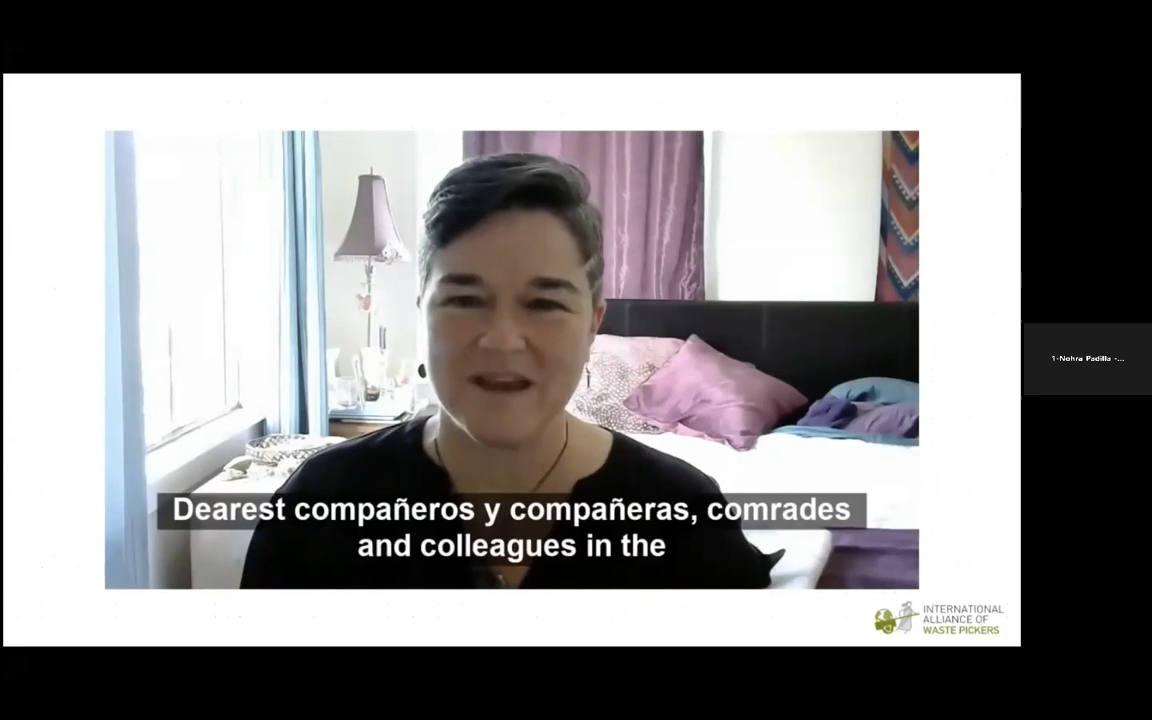 Dearest compañeros y compañeras, comrades
and colleagues in the
INTERNATIONAL
ALLIANCE OF
WASTE PICKERS
1-Nohra Padilla -...